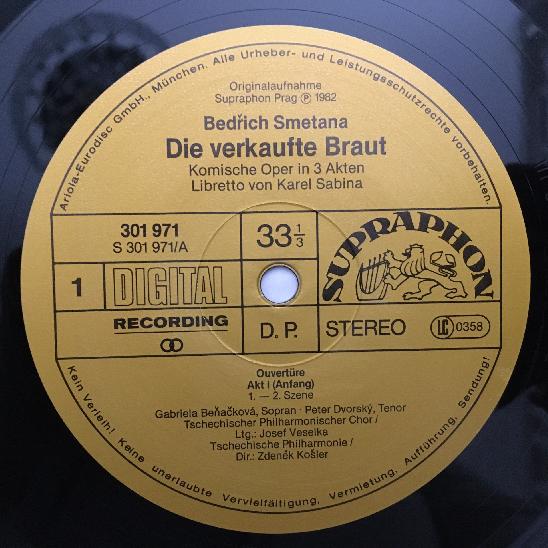 Ariola-Eurodisc GmbH., München. Alle Urheber- und Leistungsschutzrechte vorbehalten.
Originalaufnahme
Supraphon Prag Ⓟ 1982
Bedřich Smetana
Die verkaufte Braut
Komische Oper in 3 Akten
Libretto von Karel Sabina
301 971
S 301 971/A
33 1/3
SUPRAPHON
1
DIGITAL
RECORDING
D. P.
STEREO
LC 0358
Ouvertüre
Akt I (Anfang)
1. — 2. Szene
Gabriela Beňačková, Sopran · Peter Dvorský, Tenor
Tschechischer Philharmonischer Chor /
Ltg.: Josef Veselka
Tschechische Philharmonie /
Dir.: Zdeněk Košler
Kein Verleih! Keine unerlaubte Vervielfältigung, Vermietung, Aufführung, Sendung!